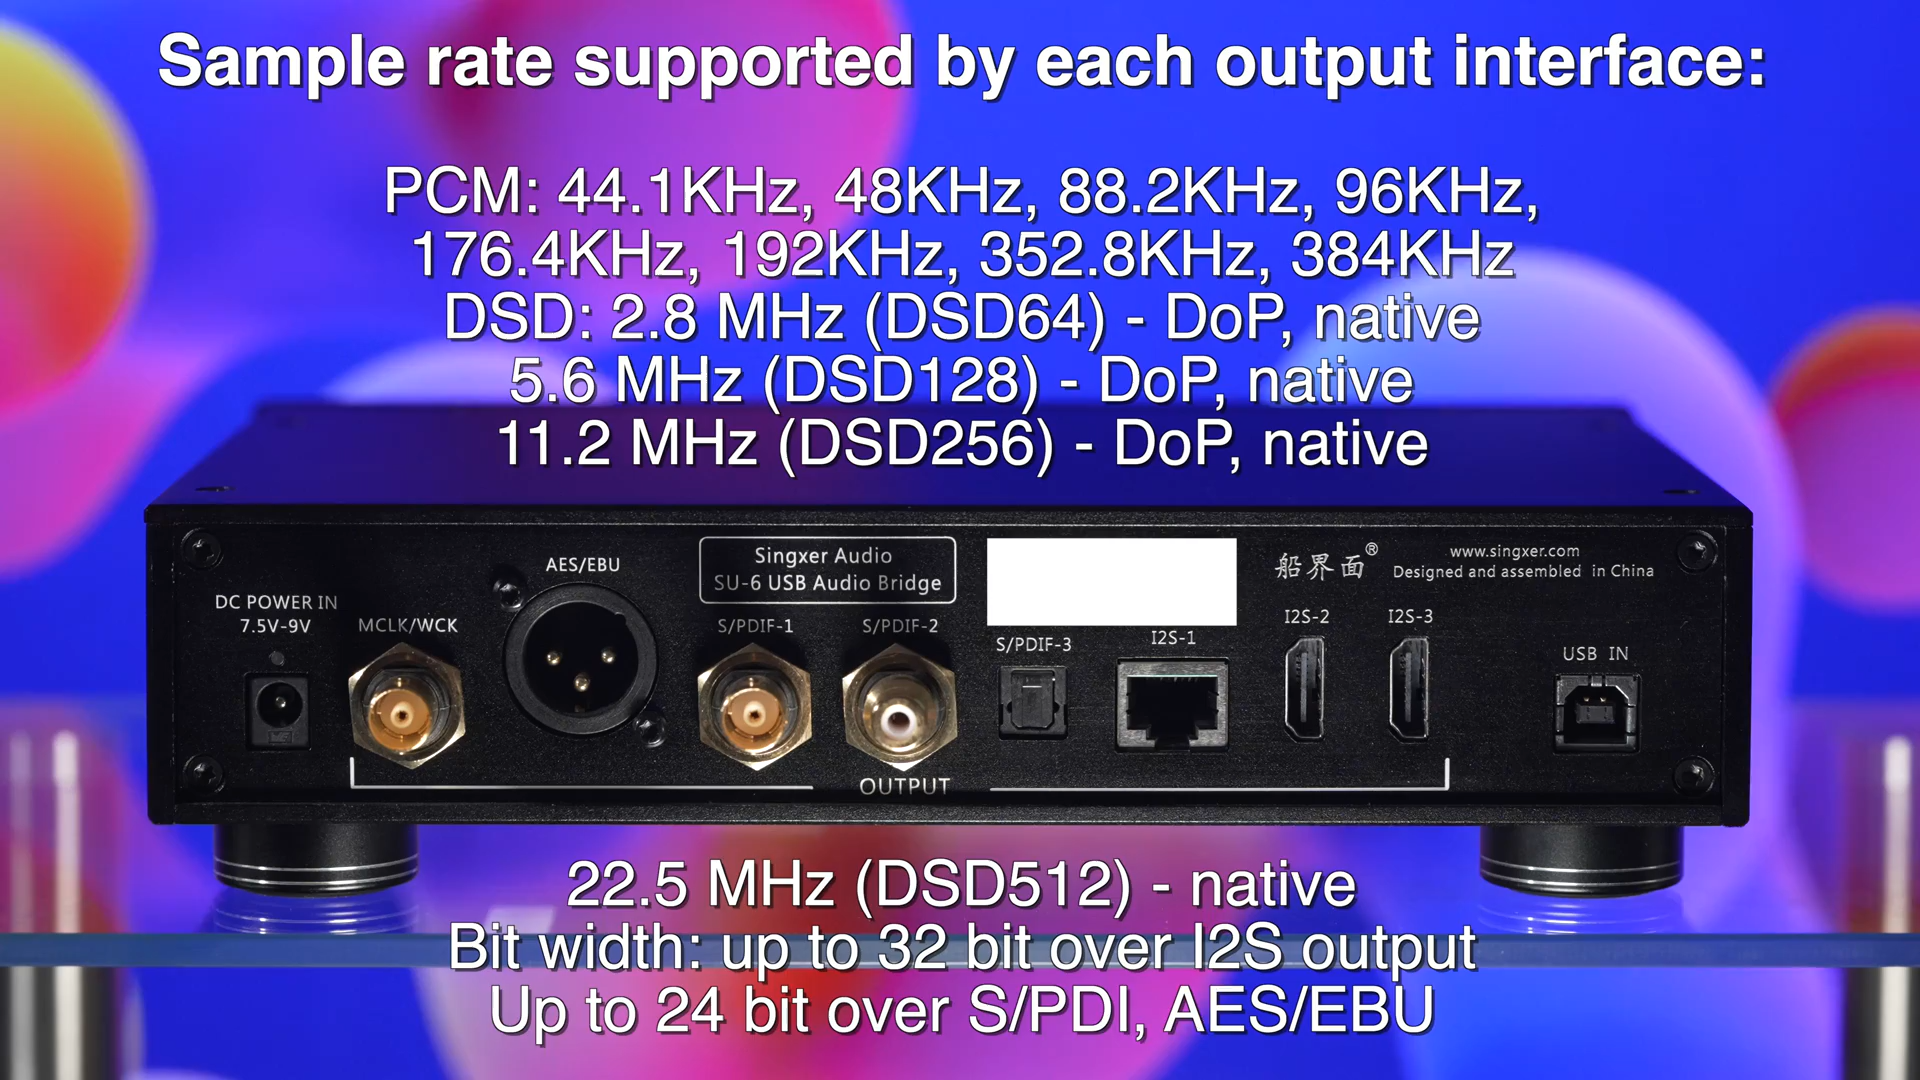 Sample rate supported by each output interface:
PCM: 44.1KHz, 48KHz, 88.2KHz, 96KHz,
176.4KHz, 192KHz, 352.8KHz, 384KHz
DSD: 2.8 MHz (DSD64) - DoP, native
5.6 MHz (DSD128) - DoP, native
11.2 MHz (DSD256) - DoP, native
Singxer Audio
SU-6 USB Audio Bridge
船界面®
www.singxer.com
Designed and assembled in China
DC POWER IN
7.5V-9V
MCLK/WCK
AES/EBU
S/PDIF-1
S/PDIF-2
S/PDIF-3
I2S-1
I2S-2
I2S-3
USB IN
OUTPUT
22.5 MHz (DSD512) - native
Bit width: up to 32 bit over I2S output
Up to 24 bit over S/PDI, AES/EBU